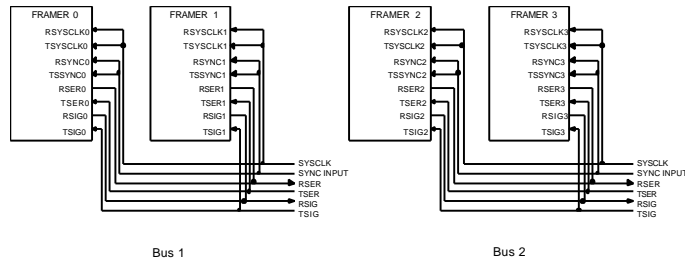 FRAMER 0
RSYSCLK0
TSYSCLK0
RSYNC0
TSSYNC0
RSER0
TSER0
RSIG0
TSIG0
FRAMER 1
RSYSCLK1
TSYSCLK1
RSYNC1
TSSYNC1
RSER1
TSER1
RSIG1
TSIG1
SYSCLK
SYNC INPUT
RSER
TSER
RSIG
TSIG
Bus 1
FRAMER 2
RSYSCLK2
TSYSCLK2
RSYNC2
TSSYNC2
RSER2
TSER2
RSIG2
TSIG2
FRAMER 3
RSYSCLK3
TSYSCLK3
RSYNC3
TSSYNC3
RSER3
TSER3
RSIG3
TSIG3
SYSCLK
SYNC INPUT
RSER
TSER
RSIG
TSIG
Bus 2